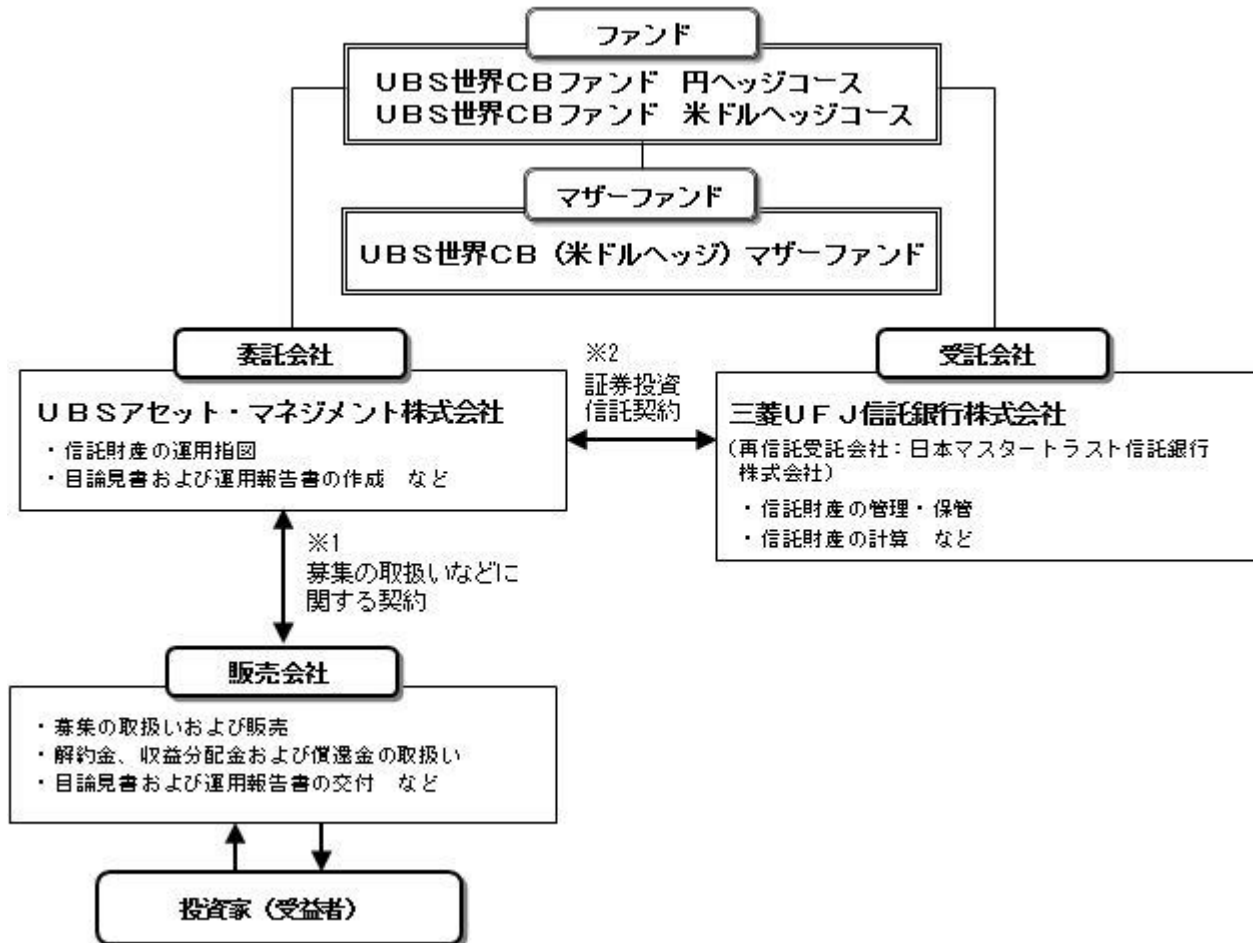 ファンド
UBS世界CBファンド　円ヘッジコース
UBS世界CBファンド　米ドルヘッジコース
マザーファンド
UBS世界CB（米ドルヘッジ）マザーファンド
委託会社
UBSアセット・マネジメント株式会社
・信託財産の運用指図
・目論見書および運用報告書の作成　など
※2
証券投資
信託契約
受託会社
三菱UFJ信託銀行株式会社
（再信託受託会社：日本マスタートラスト信託銀行
株式会社）
・信託財産の管理・保管
・信託財産の計算　など
※1
募集の取扱いなどに
関する契約
販売会社
・募集の取扱いおよび販売
・解約金、収益分配金および償還金の取扱い
・目論見書および運用報告書の交付　など
投資家（受益者）